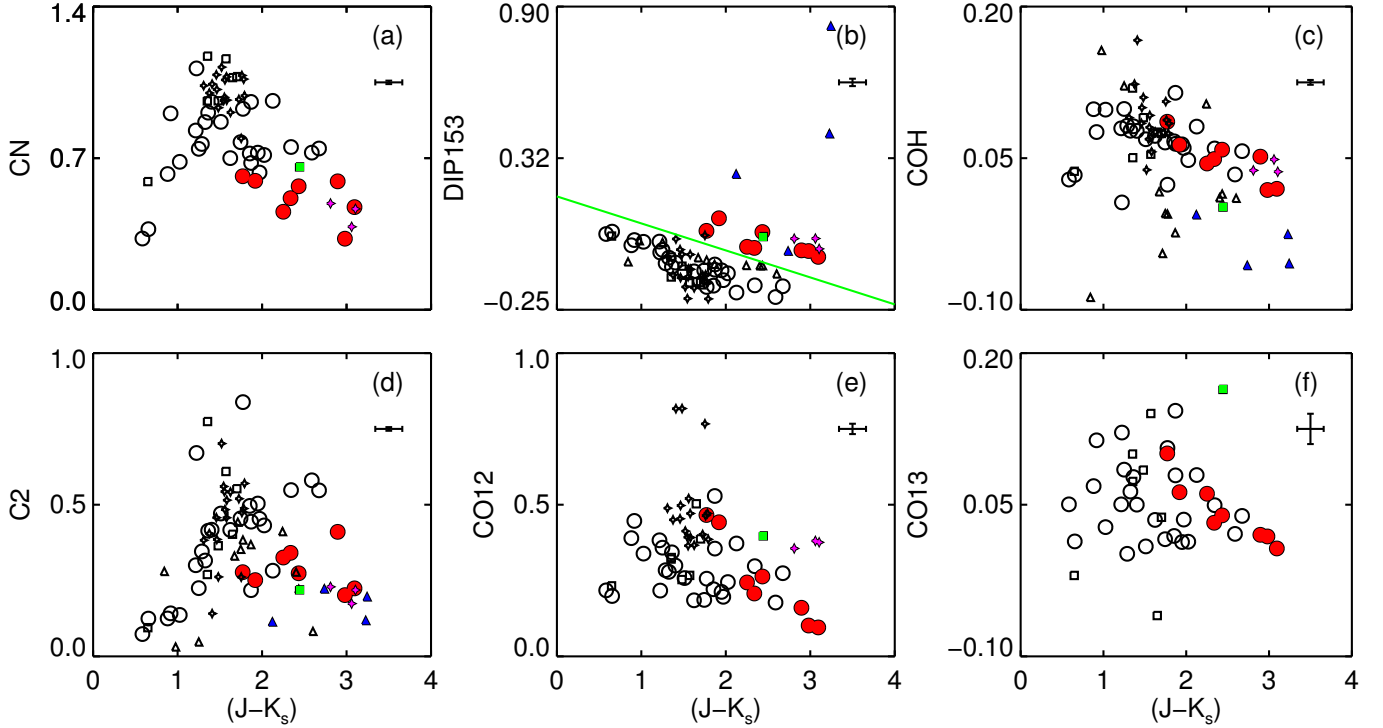 1.4
(a)
CN
0.7
0.0
0.90
(b)
DIP153
0.32
−0.25
0.20
(c)
COH
0.05
−0.10
1.0
(d)
C2
0.5
0.0
0
1
2
3
4
(J−Ks)
1.0
(e)
CO12
0.5
0.0
0
1
2
3
4
(J−Ks)
0.20
(f)
CO13
0.05
−0.10
0
1
2
3
4
(J−Ks)